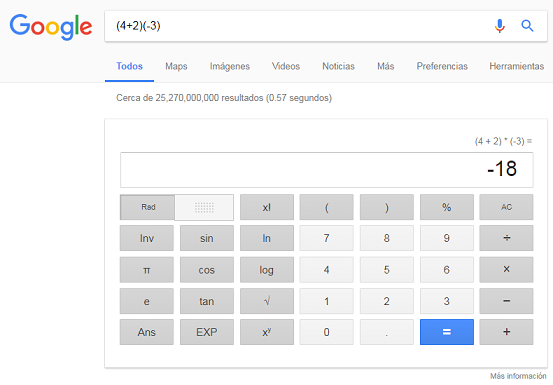 Google
(4+2)(-3)
Todos Maps Imágenes Videos Noticias Más Preferencias Herramientas
Cerca de 25,270,000,000 resultados (0.57 segundos)
(4 + 2) * (-3) =
-18
Rad x! ( ) % AC
Inv sin ln 7 8 9 ÷
π cos log 4 5 6 ×
e tan √ 1 2 3 −
Ans EXP xʸ 0 . = +
Más información